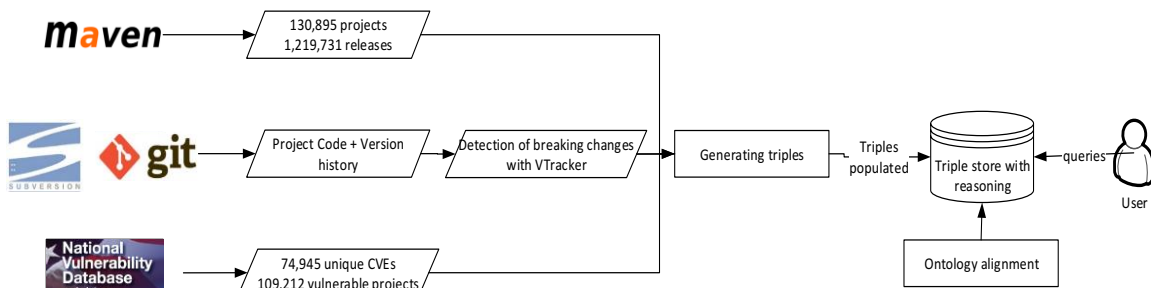 maven
130,895 projects
1,219,731 releases
SUBVERSION
git
Project Code + Version
history
Detection of breaking changes
with VTracker
Generating triples
Triples
populated
Triple store with
reasoning
queries
User
National
Vulnerability
Database
74,945 unique CVEs
109,212 vulnerable projects
Ontology alignment